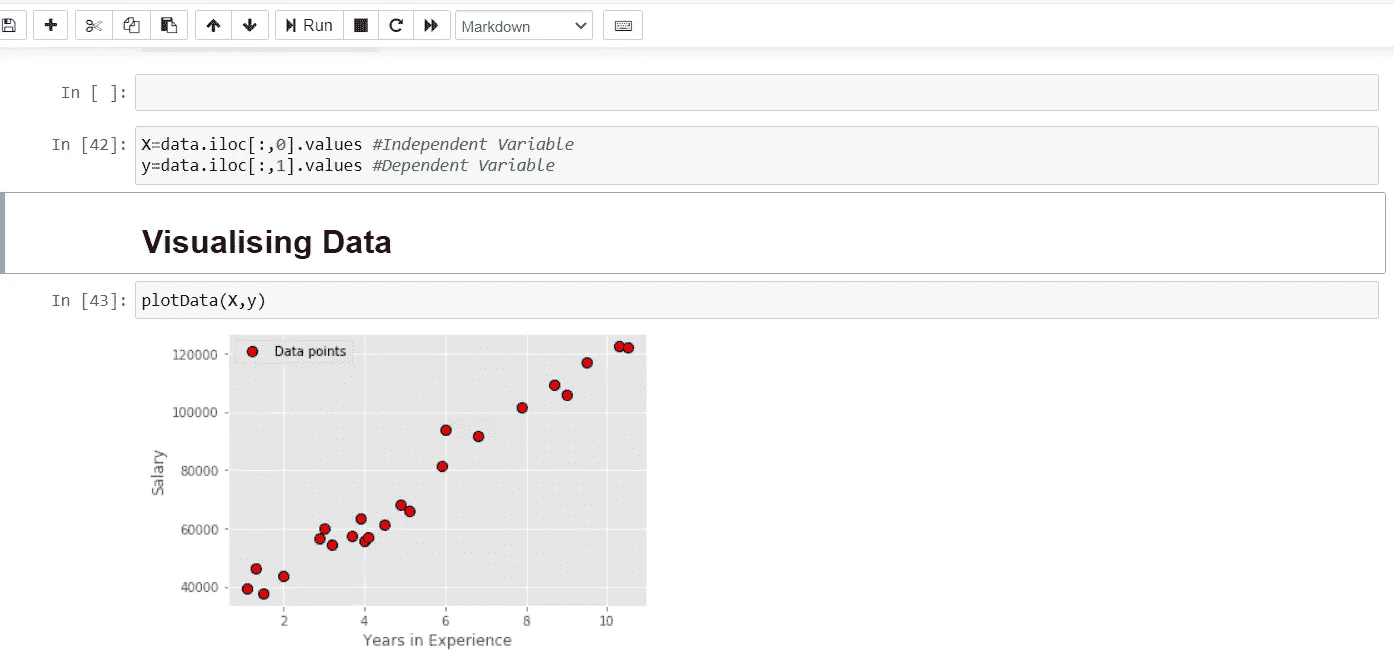 Run
Markdown
In [ ]:
In [42]:
X=data.iloc[:,0].values #Independent Variable
y=data.iloc[:,1].values #Dependent Variable
Visualising Data
In [43]:
plotData(X,y)
Data points
120000
100000
80000
60000
40000
Salary
2 4 6 8 10
Years in Experience